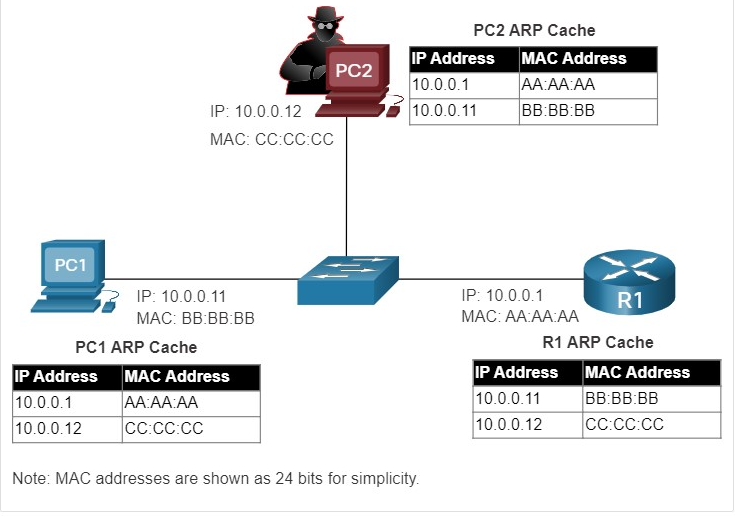 PC2 ARP Cache
IP Address MAC Address
10.0.0.1 AA:AA:AA
10.0.0.11 BB:BB:BB
PC2
IP: 10.0.0.12
MAC: CC:CC:CC
PC1
IP: 10.0.0.11
MAC: BB:BB:BB
IP: 10.0.0.1
MAC: AA:AA:AA
R1
PC1 ARP Cache
IP Address MAC Address
10.0.0.1 AA:AA:AA
10.0.0.12 CC:CC:CC
R1 ARP Cache
IP Address MAC Address
10.0.0.11 BB:BB:BB
10.0.0.12 CC:CC:CC
Note: MAC addresses are shown as 24 bits for simplicity.